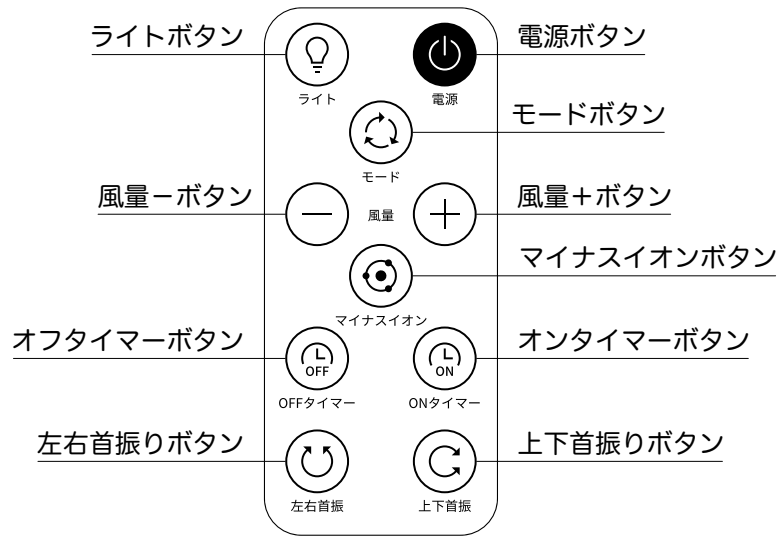 ライトボタン
電源ボタン
ライト
電源
モードボタン
モード
風量－ボタン
風量
風量＋ボタン
マイナスイオンボタン
マイナスイオン
オフタイマーボタン
オンタイマーボタン
OFF
ON
OFFタイマー
ONタイマー
左右首振りボタン
上下首振りボタン
左右首振
上下首振